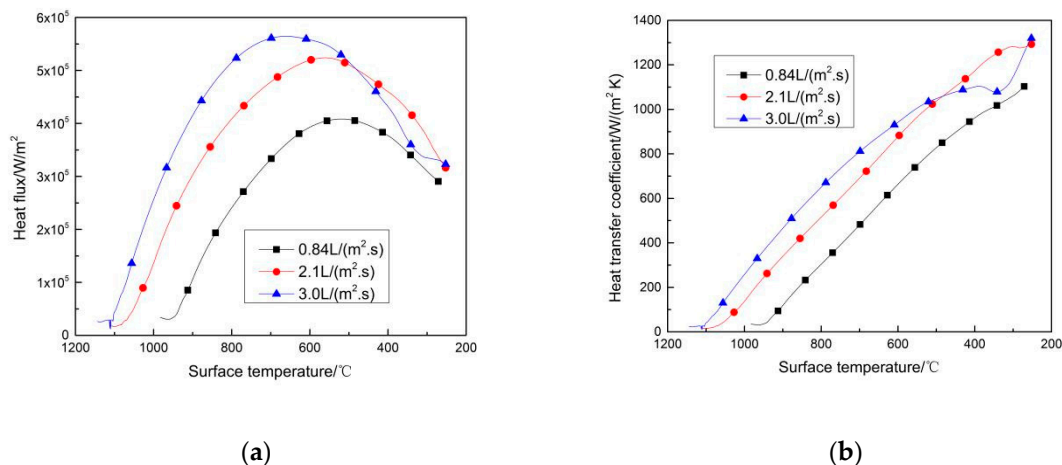 6x10⁵
5x10⁵
4x10⁵
3x10⁵
2x10⁵
1x10⁵
0
Heat flux/W/m²
0.84L/(m².s)
2.1L/(m².s)
3.0L/(m².s)
1200 1000 800 600 400 200
Surface temperature/℃
(a)
1400
1200
1000
800
600
400
200
0
Heat transfer coefficient/W/(m² K)
0.84L/(m².s)
2.1L/(m².s)
3.0L/(m².s)
1200 1000 800 600 400 200
Surface temperature/℃
(b)